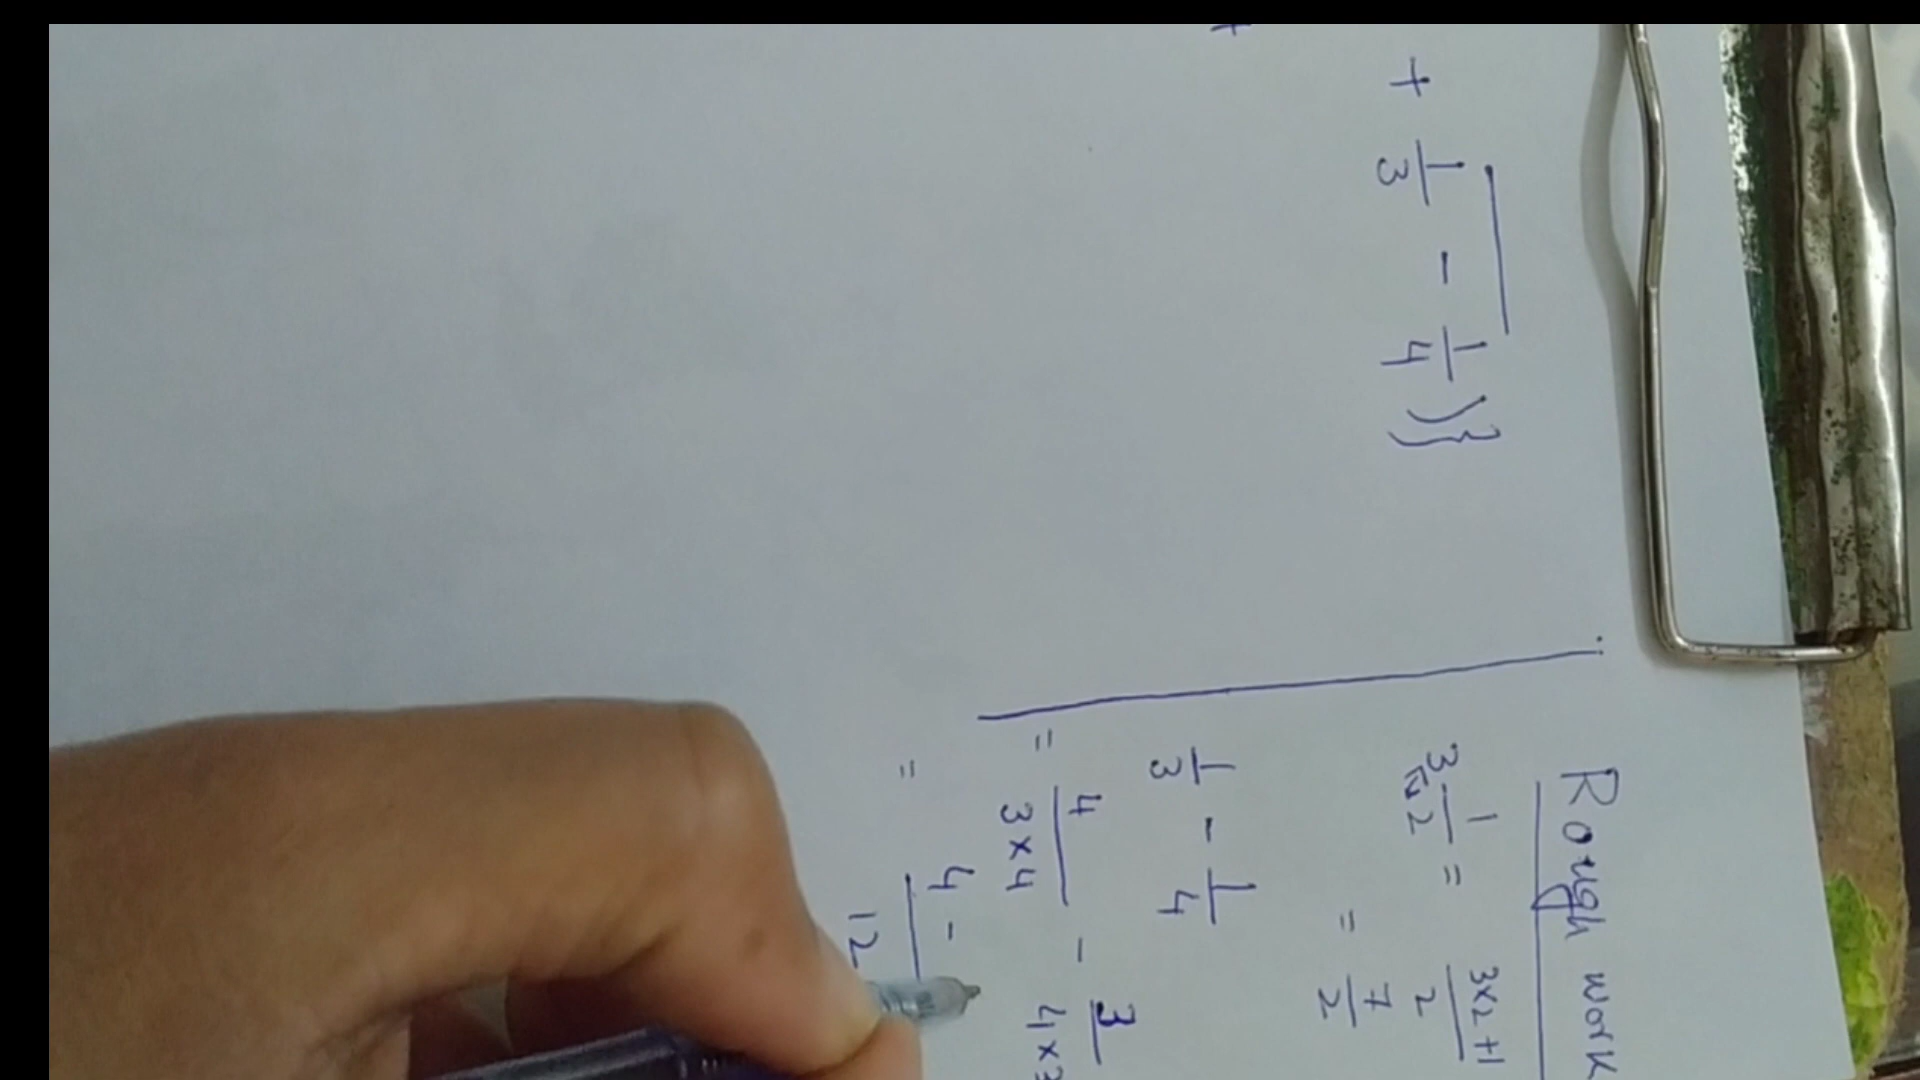 + 1/3 - 1/4 )}
+
Rough work
3 1/2 = 3×2+1/2
= 7/2
1/3 - 1/4
= 4/3×4 - 3/4×3
= 4 - /12